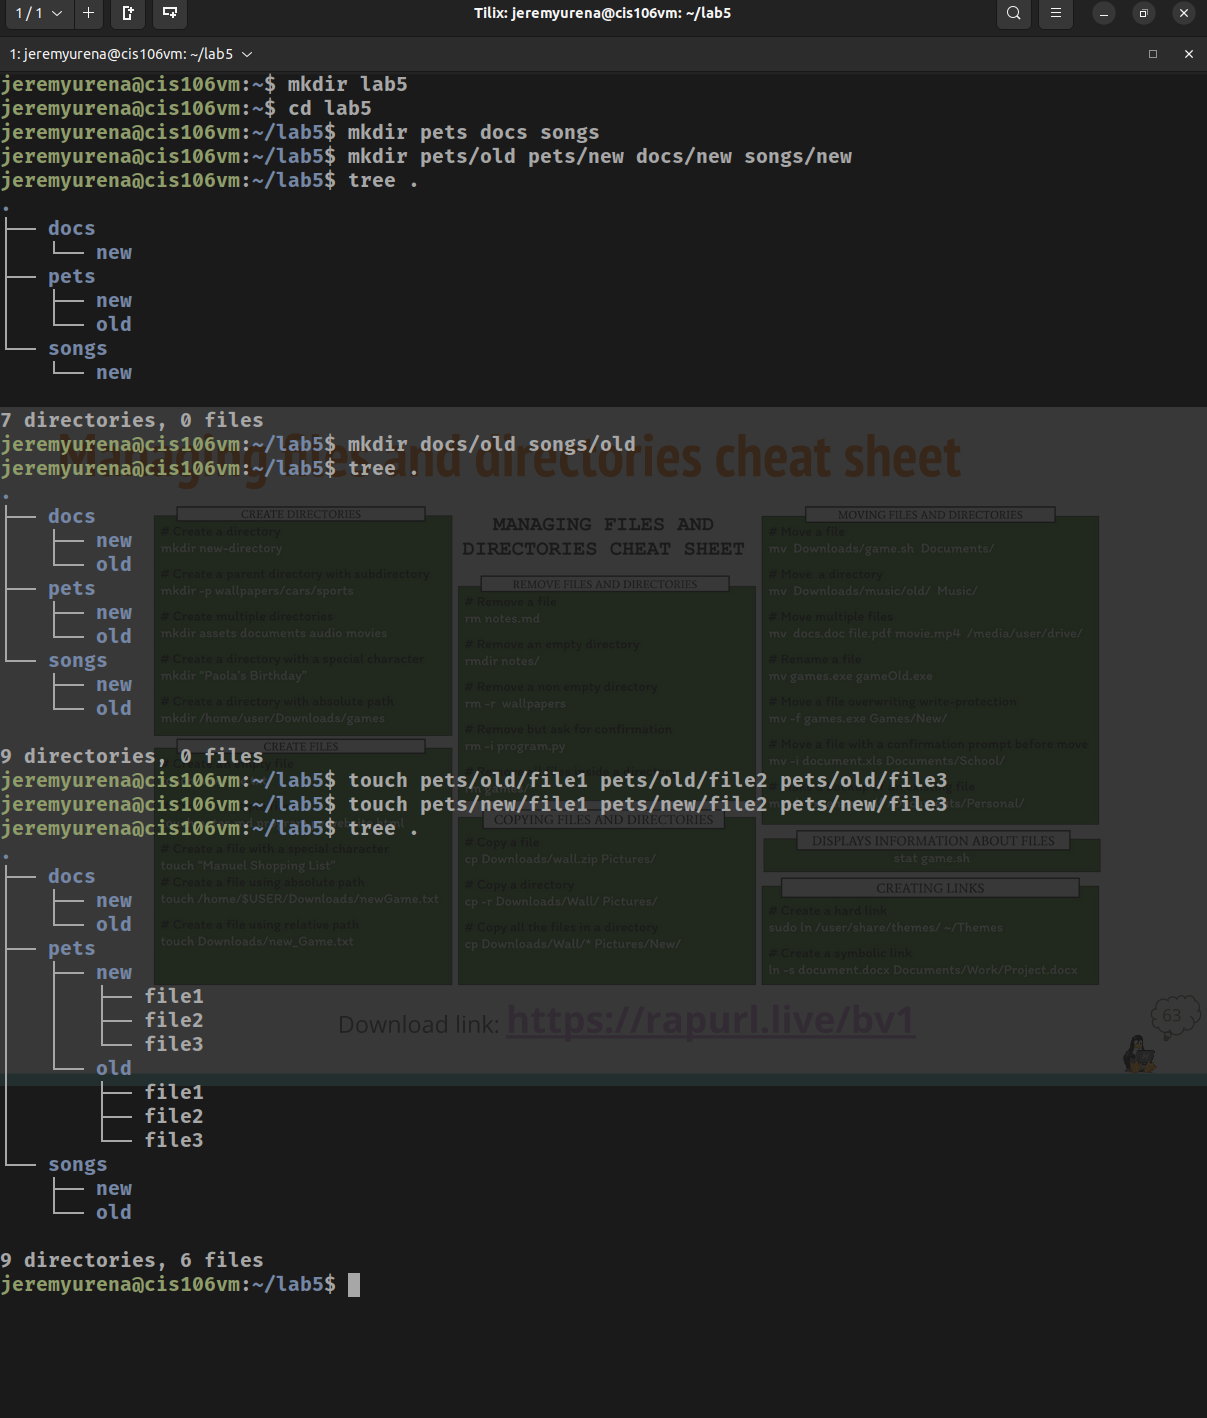 1 / 1
Tilix: jeremyurena@cis106vm: ~/lab5
1: jeremyurena@cis106vm: ~/lab5
jeremyurena@cis106vm:~$ mkdir lab5
jeremyurena@cis106vm:~$ cd lab5
jeremyurena@cis106vm:~/lab5$ mkdir pets docs songs
jeremyurena@cis106vm:~/lab5$ mkdir pets/old pets/new docs/new songs/new
jeremyurena@cis106vm:~/lab5$ tree .
.
├── docs
│   └── new
├── pets
│   ├── new
│   └── old
└── songs
    └── new
7 directories, 0 files
jeremyurena@cis106vm:~/lab5$ mkdir docs/old songs/old
jeremyurena@cis106vm:~/lab5$ tree .
.
├── docs
│   ├── new
│   └── old
├── pets
│   ├── new
│   └── old
└── songs
    ├── new
    └── old
9 directories, 0 files
jeremyurena@cis106vm:~/lab5$ touch pets/old/file1 pets/old/file2 pets/old/file3
jeremyurena@cis106vm:~/lab5$ touch pets/new/file1 pets/new/file2 pets/new/file3
jeremyurena@cis106vm:~/lab5$ tree .
.
├── docs
│   ├── new
│   └── old
├── pets
│   ├── new
│   │   ├── file1
│   │   ├── file2
│   │   └── file3
│   └── old
│       ├── file1
│       ├── file2
│       └── file3
└── songs
    ├── new
    └── old
9 directories, 6 files
jeremyurena@cis106vm:~/lab5$
Managing files and directories cheat sheet
CREATE DIRECTORIES
# Create a directory
mkdir new-directory
# Create a parent directory with subdirectory
mkdir -p wallpapers/cars/sports
# Create multiple directories
mkdir assets documents audio movies
# Create a directory with a special character
mkdir "Paola's Birthday"
# Create a directory with absolute path
mkdir /home/user/Downloads/games
CREATE FILES
# Create a file with a special character
touch "Manuel Shopping List"
# Create a file using absolute path
touch /home/$USER/Downloads/newGame.txt
# Create a file using relative path
touch Downloads/new_Game.txt
MANAGING FILES AND
DIRECTORIES CHEAT SHEET
REMOVE FILES AND DIRECTORIES
# Remove a file
rm notes.md
# Remove an empty directory
rmdir notes/
# Remove a non empty directory
rm -r wallpapers
# Remove but ask for confirmation
rm -i program.py
COPYING FILES AND DIRECTORIES
# Copy a file
cp Downloads/wall.zip Pictures/
# Copy a directory
cp -r Downloads/Wall/ Pictures/
# Copy all the files in a directory
cp Downloads/Wall/* Pictures/New/
MOVING FILES AND DIRECTORIES
# Move a file
mv Downloads/game.sh Documents/
# Move a directory
mv Downloads/music/old/ Music/
# Move multiple files
mv docs.doc file.pdf movie.mp4 /media/user/drive/
# Rename a file
mv games.exe gameOld.exe
# Move a file overwriting write-protection
mv -f games.exe Games/New/
# Move a file with a confirmation prompt before move
mv -i document.xls Documents/School/
DISPLAYS INFORMATION ABOUT FILES
stat game.sh
CREATING LINKS
# Create a hard link
sudo ln /user/share/themes/ ~/Themes
# Create a symbolic link
ln -s document.docx Documents/Work/Project.docx
Download link: https://rapurl.live/bv1
63